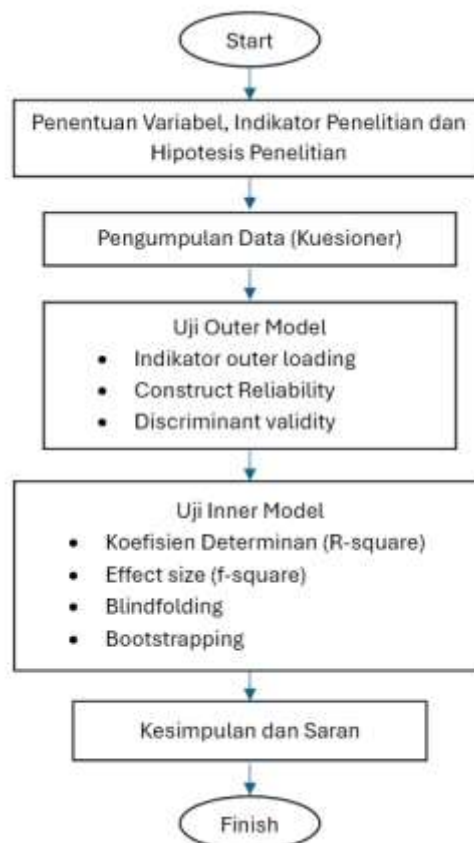 Start
Penentuan Variabel, Indikator Penelitian dan
Hipotesis Penelitian
Pengumpulan Data (Kuesioner)
Uji Outer Model
• Indikator outer loading
• Construct Reliability
• Discriminant validity
Uji Inner Model
• Koefisien Determinan (R-square)
• Effect size (f-square)
• Blindfolding
• Bootstrapping
Kesimpulan dan Saran
Finish